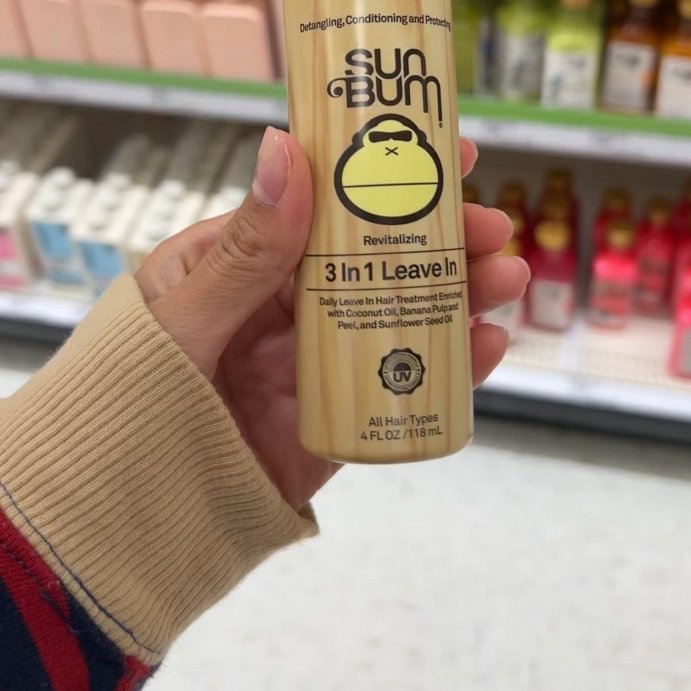 Detangling, Conditioning and Protecting
SUN
BUM
Revitalizing
3 In 1 Leave In
Daily Leave In Hair Treatment Enriched
with Coconut Oil, Banana Pulp and
Peel, and Sunflower Seed Oil
UV
All Hair Types
4 FL OZ/118 mL